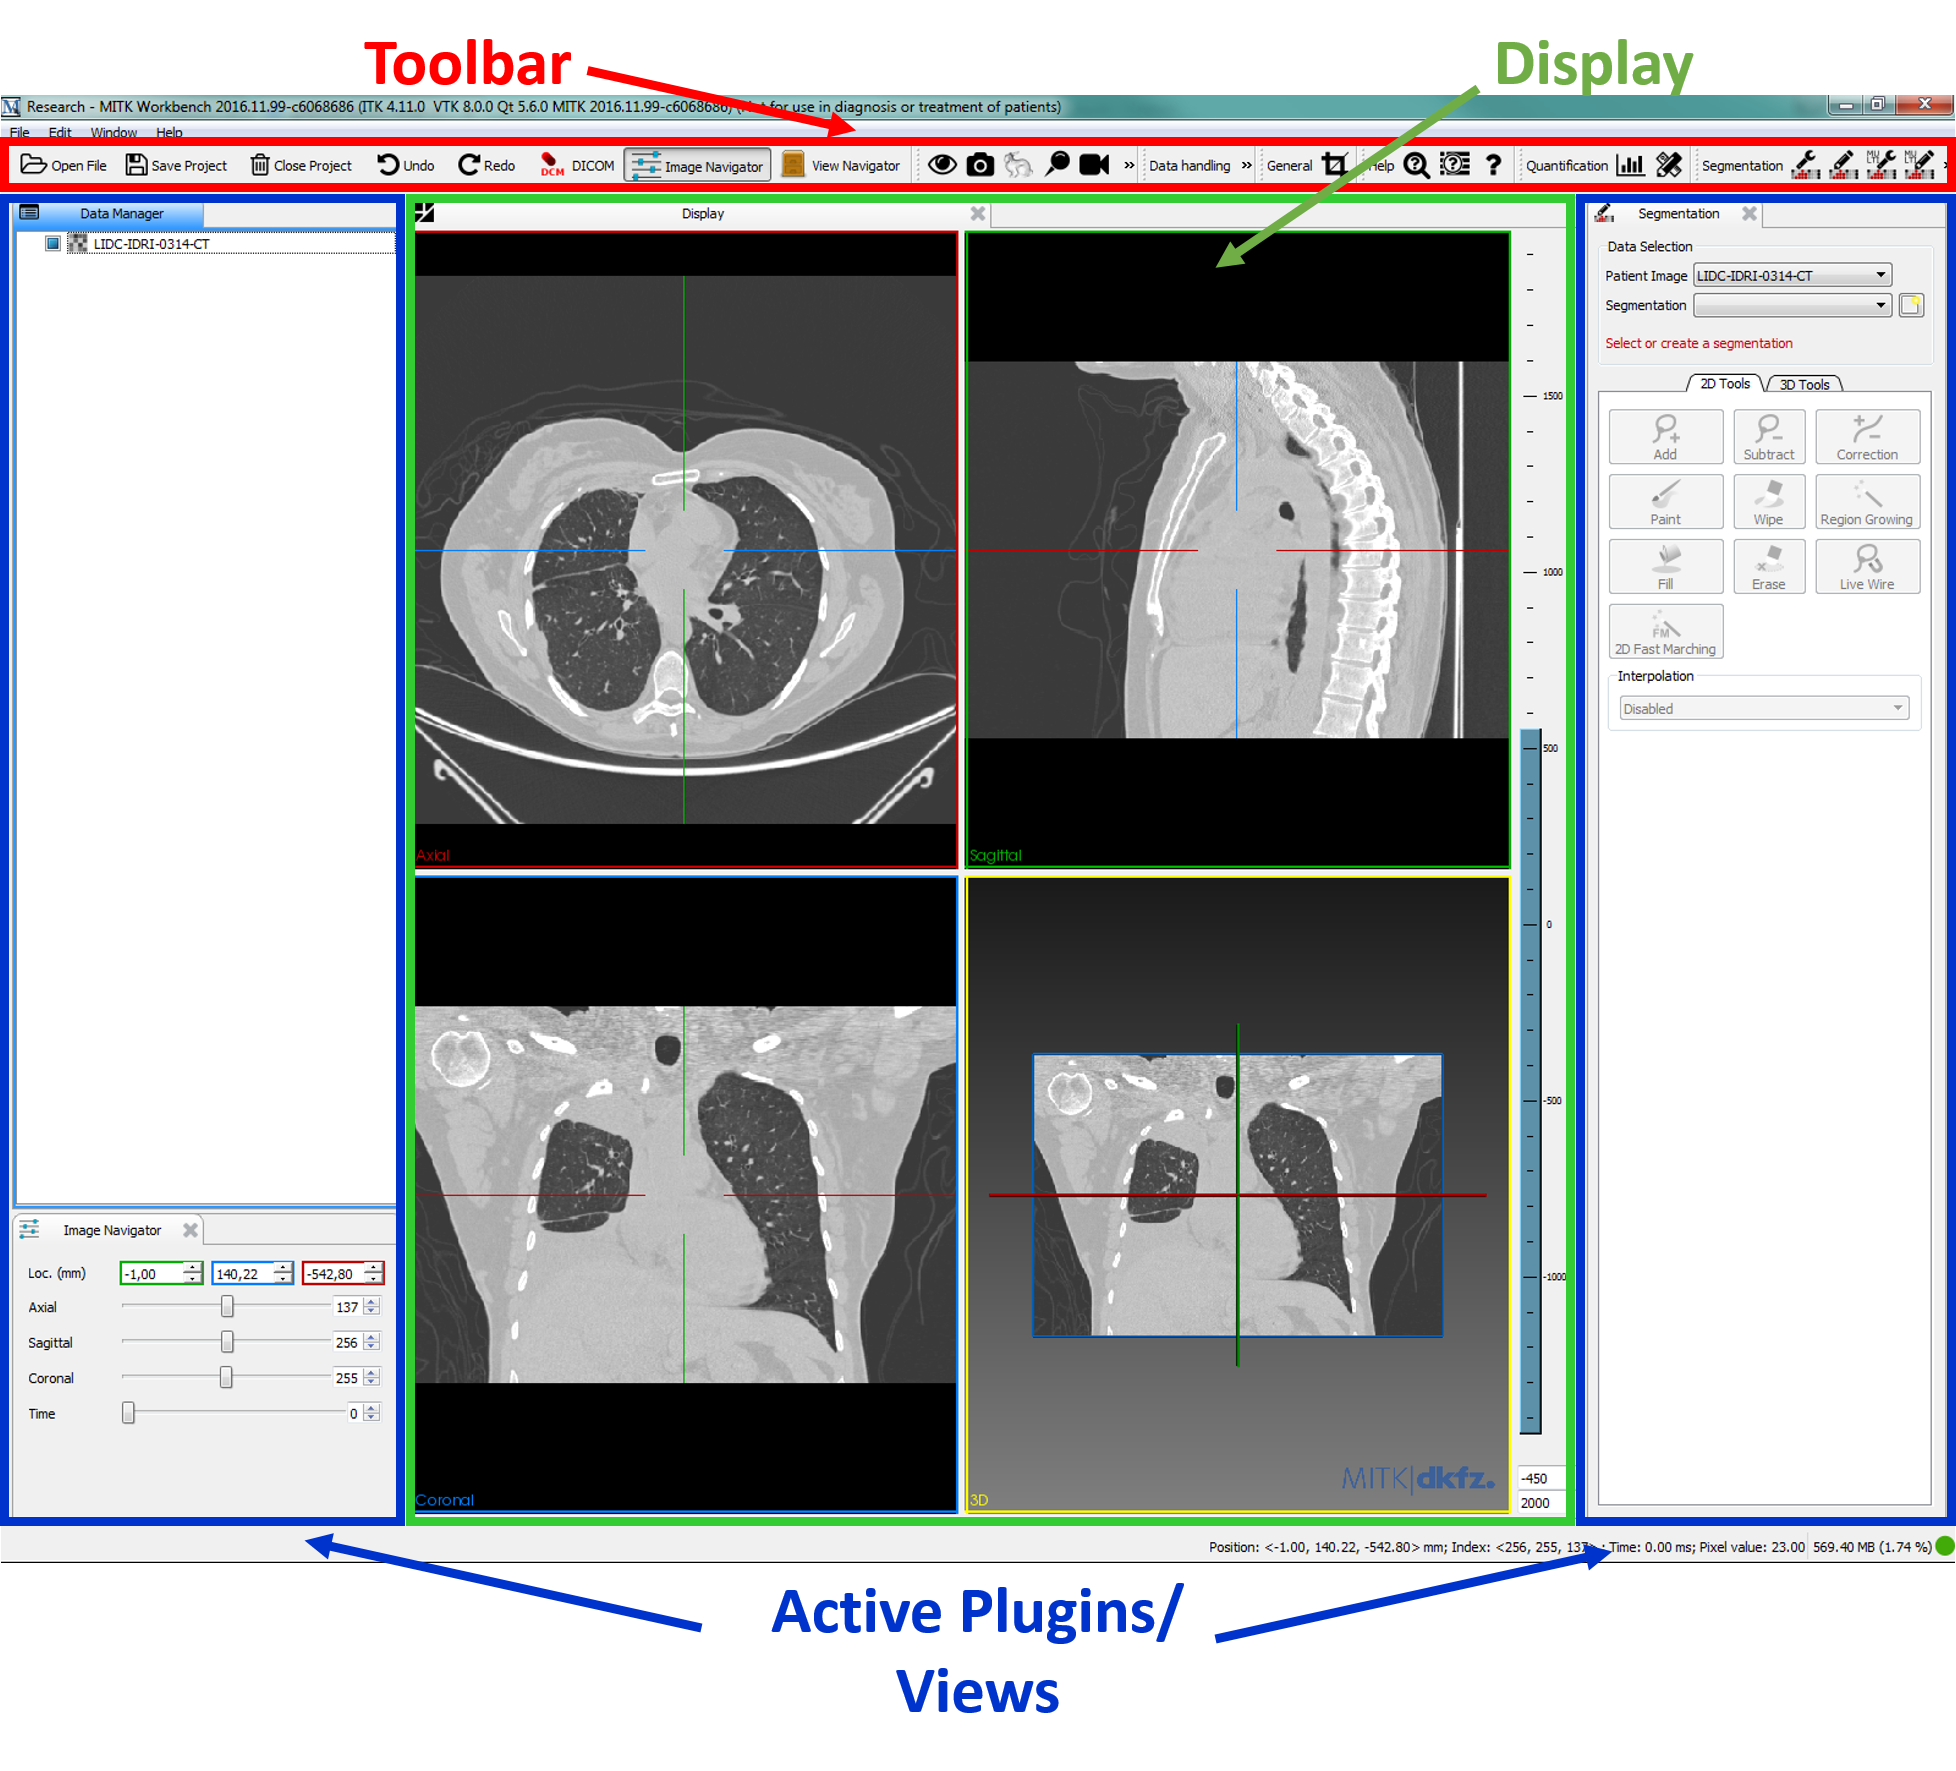 Toolbar
Display
Research - MITK Workbench 2016.11.99-c6068686 (ITK 4.11.0 VTK 8.0.0 Qt 5.6.0 MITK 2016.11.99-c6068686) for use in diagnosis or treatment of patients)
File Edit Window Help
Open File Save Project Close Project Undo Redo DCM DICOM Image Navigator View Navigator » Data handling » General Help Quantification Segmentation
Data Manager
LIDC-IDRI-0314-CT
Display
Axial
Sagittal
Coronal
3D
MITK|dkfz.
1500
1000
500
0
-500
-1000
-450
2000
Segmentation
Data Selection
Patient Image LIDC-IDRI-0314-CT
Segmentation
Select or create a segmentation
2D Tools 3D Tools
Add Subtract Correction
Paint Wipe Region Growing
Fill Erase Live Wire
FM
2D Fast Marching
Interpolation
Disabled
Image Navigator
Loc. (mm) -1,00 140,22 -542,80
Axial 137
Sagittal 256
Coronal 255
Time 0
Position: <-1.00, 140.22, -542.80> mm; Index: <256, 255, 137> ; Time: 0.00 ms; Pixel value: 23.00 569.40 MB (1.74 %)
Active Plugins/
Views